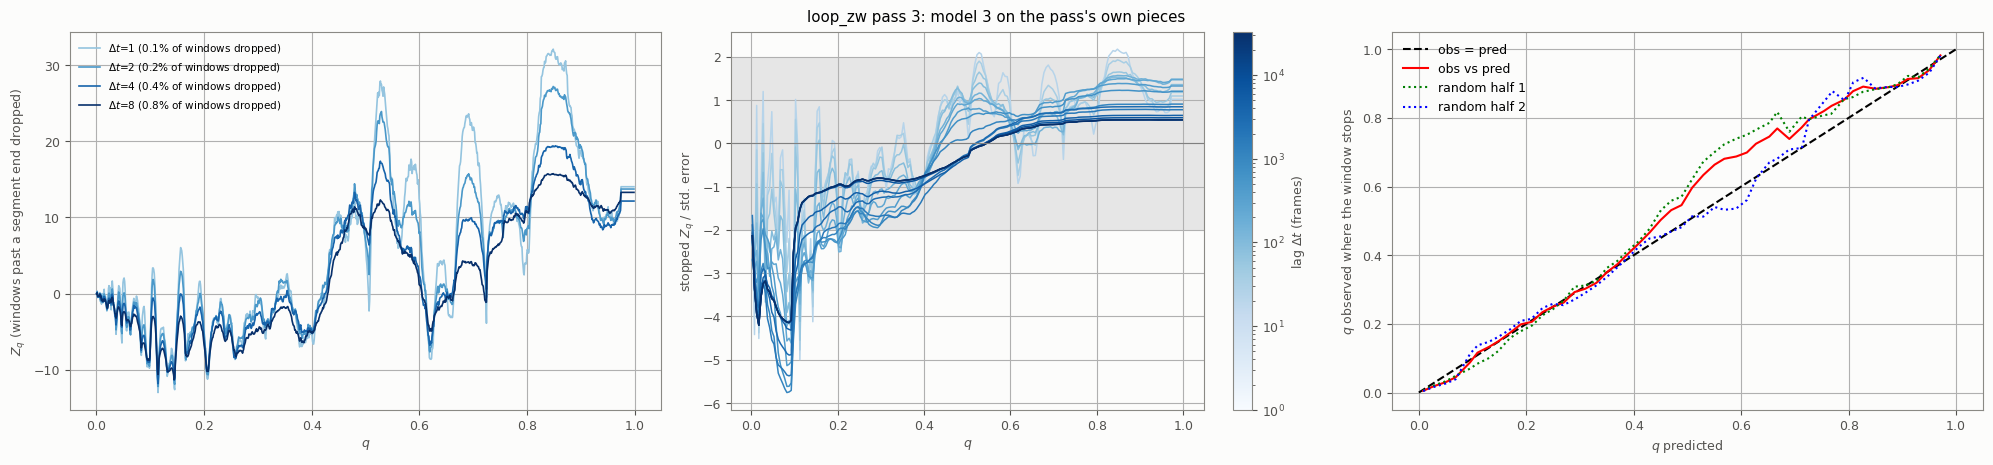 loop_zw pass 3: model 3 on the pass's own pieces
Z_q (windows past a segment end dropped)
30
20
10
0
−10
Δt=1 (0.1% of windows dropped)
Δt=2 (0.2% of windows dropped)
Δt=4 (0.4% of windows dropped)
Δt=8 (0.8% of windows dropped)
0.0 0.2 0.4 0.6 0.8 1.0
q
stopped Z_q / std. error
2
1
0
−1
−2
−3
−4
−5
−6
0.0 0.2 0.4 0.6 0.8 1.0
q
10^4
10^3
10^2
10^1
10^0
lag Δt (frames)
q observed where the window stops
1.0
0.8
0.6
0.4
0.2
0.0
obs = pred
obs vs pred
random half 1
random half 2
0.0 0.2 0.4 0.6 0.8 1.0
q predicted